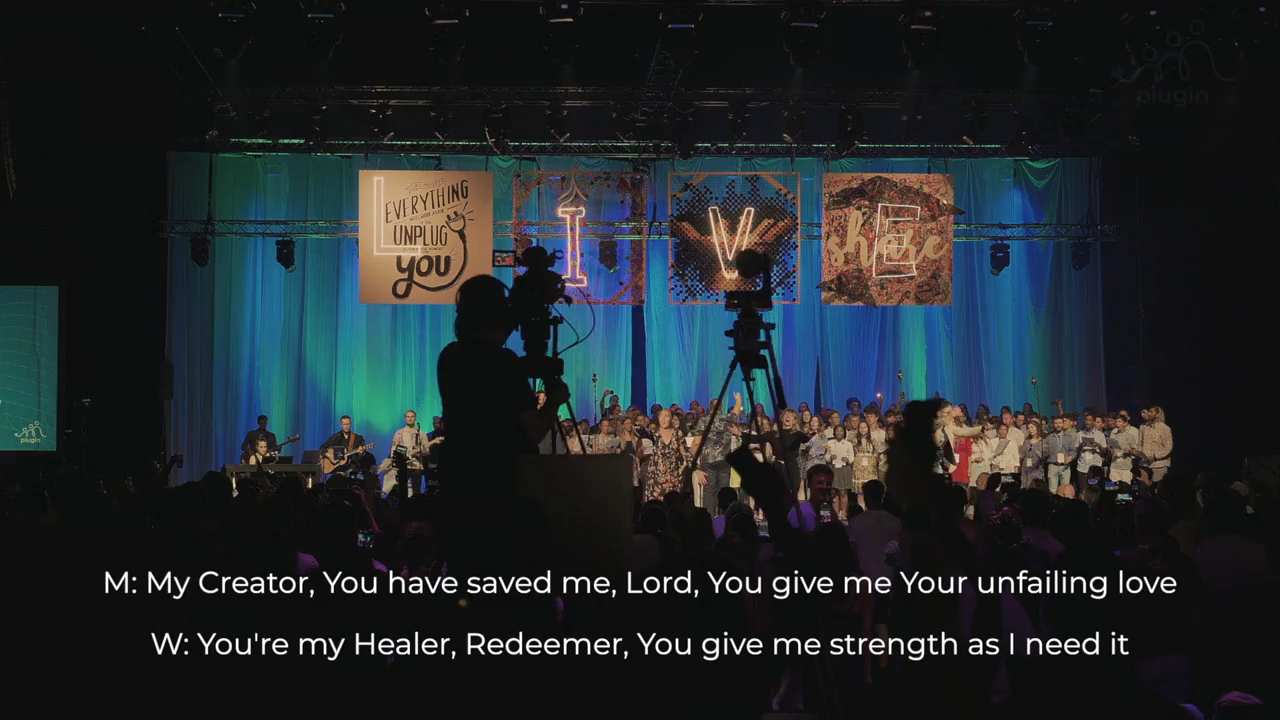 plugin
EVERYTHING
UNPLUG
YOU
L
I
V
E
share
plugin
M: My Creator, You have saved me, Lord, You give me Your unfailing love
W: You're my Healer, Redeemer, You give me strength as I need it